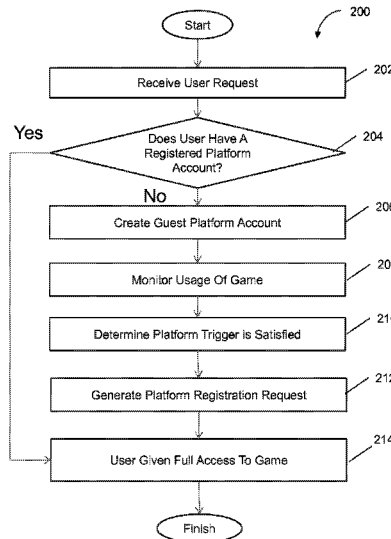 200
Start
Receive User Request
202
Yes
Does User Have A
Registered Platform
Account?
204
No
Create Guest Platform Account
Monitor Usage Of Game
Determine Platform Trigger is Satisfied
Generate Platform Registration Request
212
User Given Full Access To Game
214
Finish